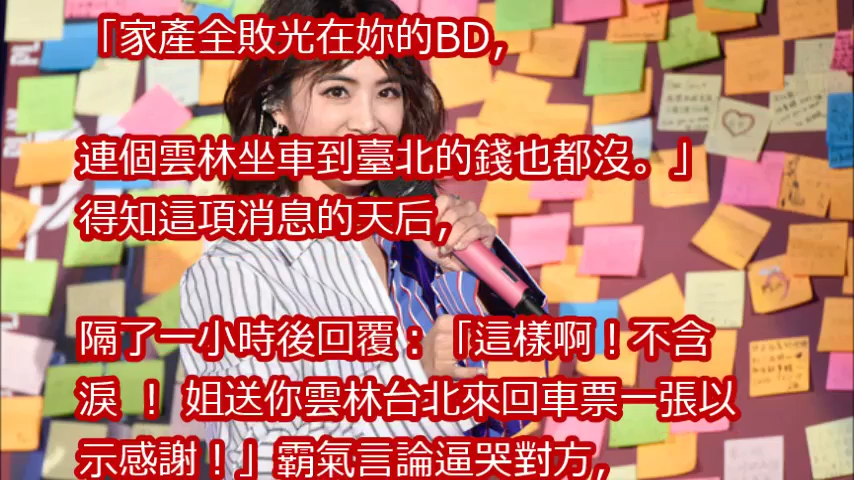 「家產全敗光在妳的BD,
連個雲林坐車到臺北的錢也都沒。」
得知這項消息的天后,
隔了一小時後回覆：「這樣啊！不含
淚 ！ 姐送你雲林台北來回車票一張以
示感謝！」霸氣言論逼哭對方,